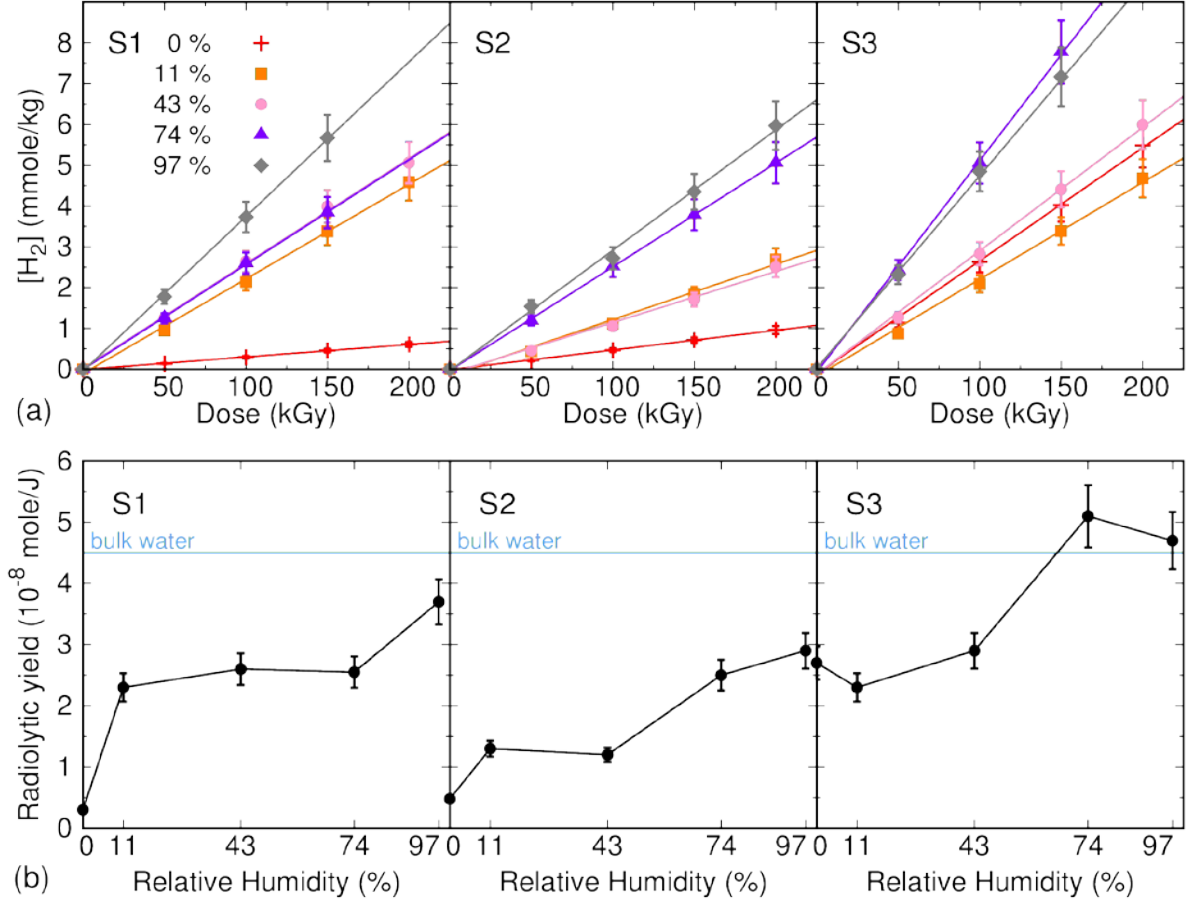 S1 S2 S3
0 %
11 %
43 %
74 %
97 %
[H₂] (mmole/kg)
8
7
6
5
4
3
2
1
0
0 50 100 150 200 0 50 100 150 200 0 50 100 150 200
(a) Dose (kGy) Dose (kGy) Dose (kGy)
Radiolytic yield (10⁻⁸ mole/J)
6
5
4
3
2
1
0
S1 S2 S3
bulk water bulk water bulk water
0 11 43 74 97 0 11 43 74 97 0 11 43 74 97
(b) Relative Humidity (%) Relative Humidity (%) Relative Humidity (%)